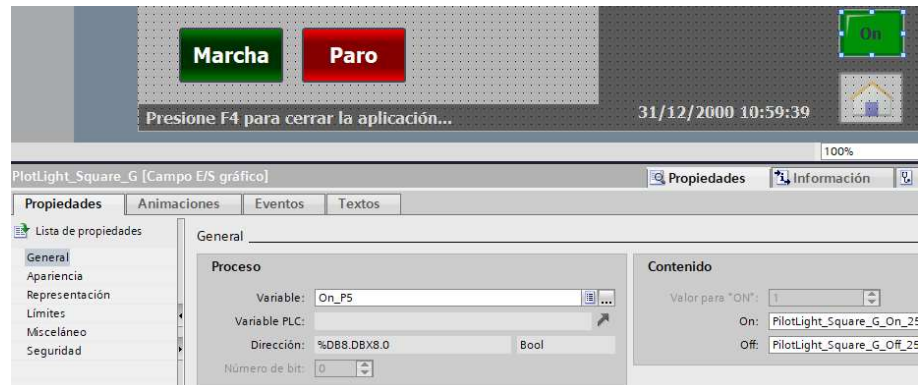 On
Marcha
Paro
Presione F4 para cerrar la aplicación...
31/12/2000 10:59:39
100%
PlotLight_Square_G [Campo E/S gráfico]
Propiedades
Información
Propiedades
Animaciones
Eventos
Textos
Lista de propiedades
General
Apariencia
Representación
Límites
Misceláneo
Seguridad
General
Proceso
Variable: On_P5
...
Variable PLC:
Dirección: %DB8.DBX8.0 Bool
Número de bit: 0
Contenido
Valor para "ON": 1
On: PilotLight_Square_G_On_25
Off: PilotLight_Square_G_Off_25